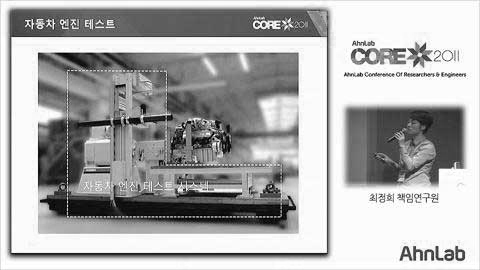 자동차 엔진 테스트
AhnLab
CORE 2011
자동차 엔진 테스트 시스템
AhnLab
CORE 2011
AhnLab Conference Of Researchers & Engineers
최정희 책임연구원
AhnLab